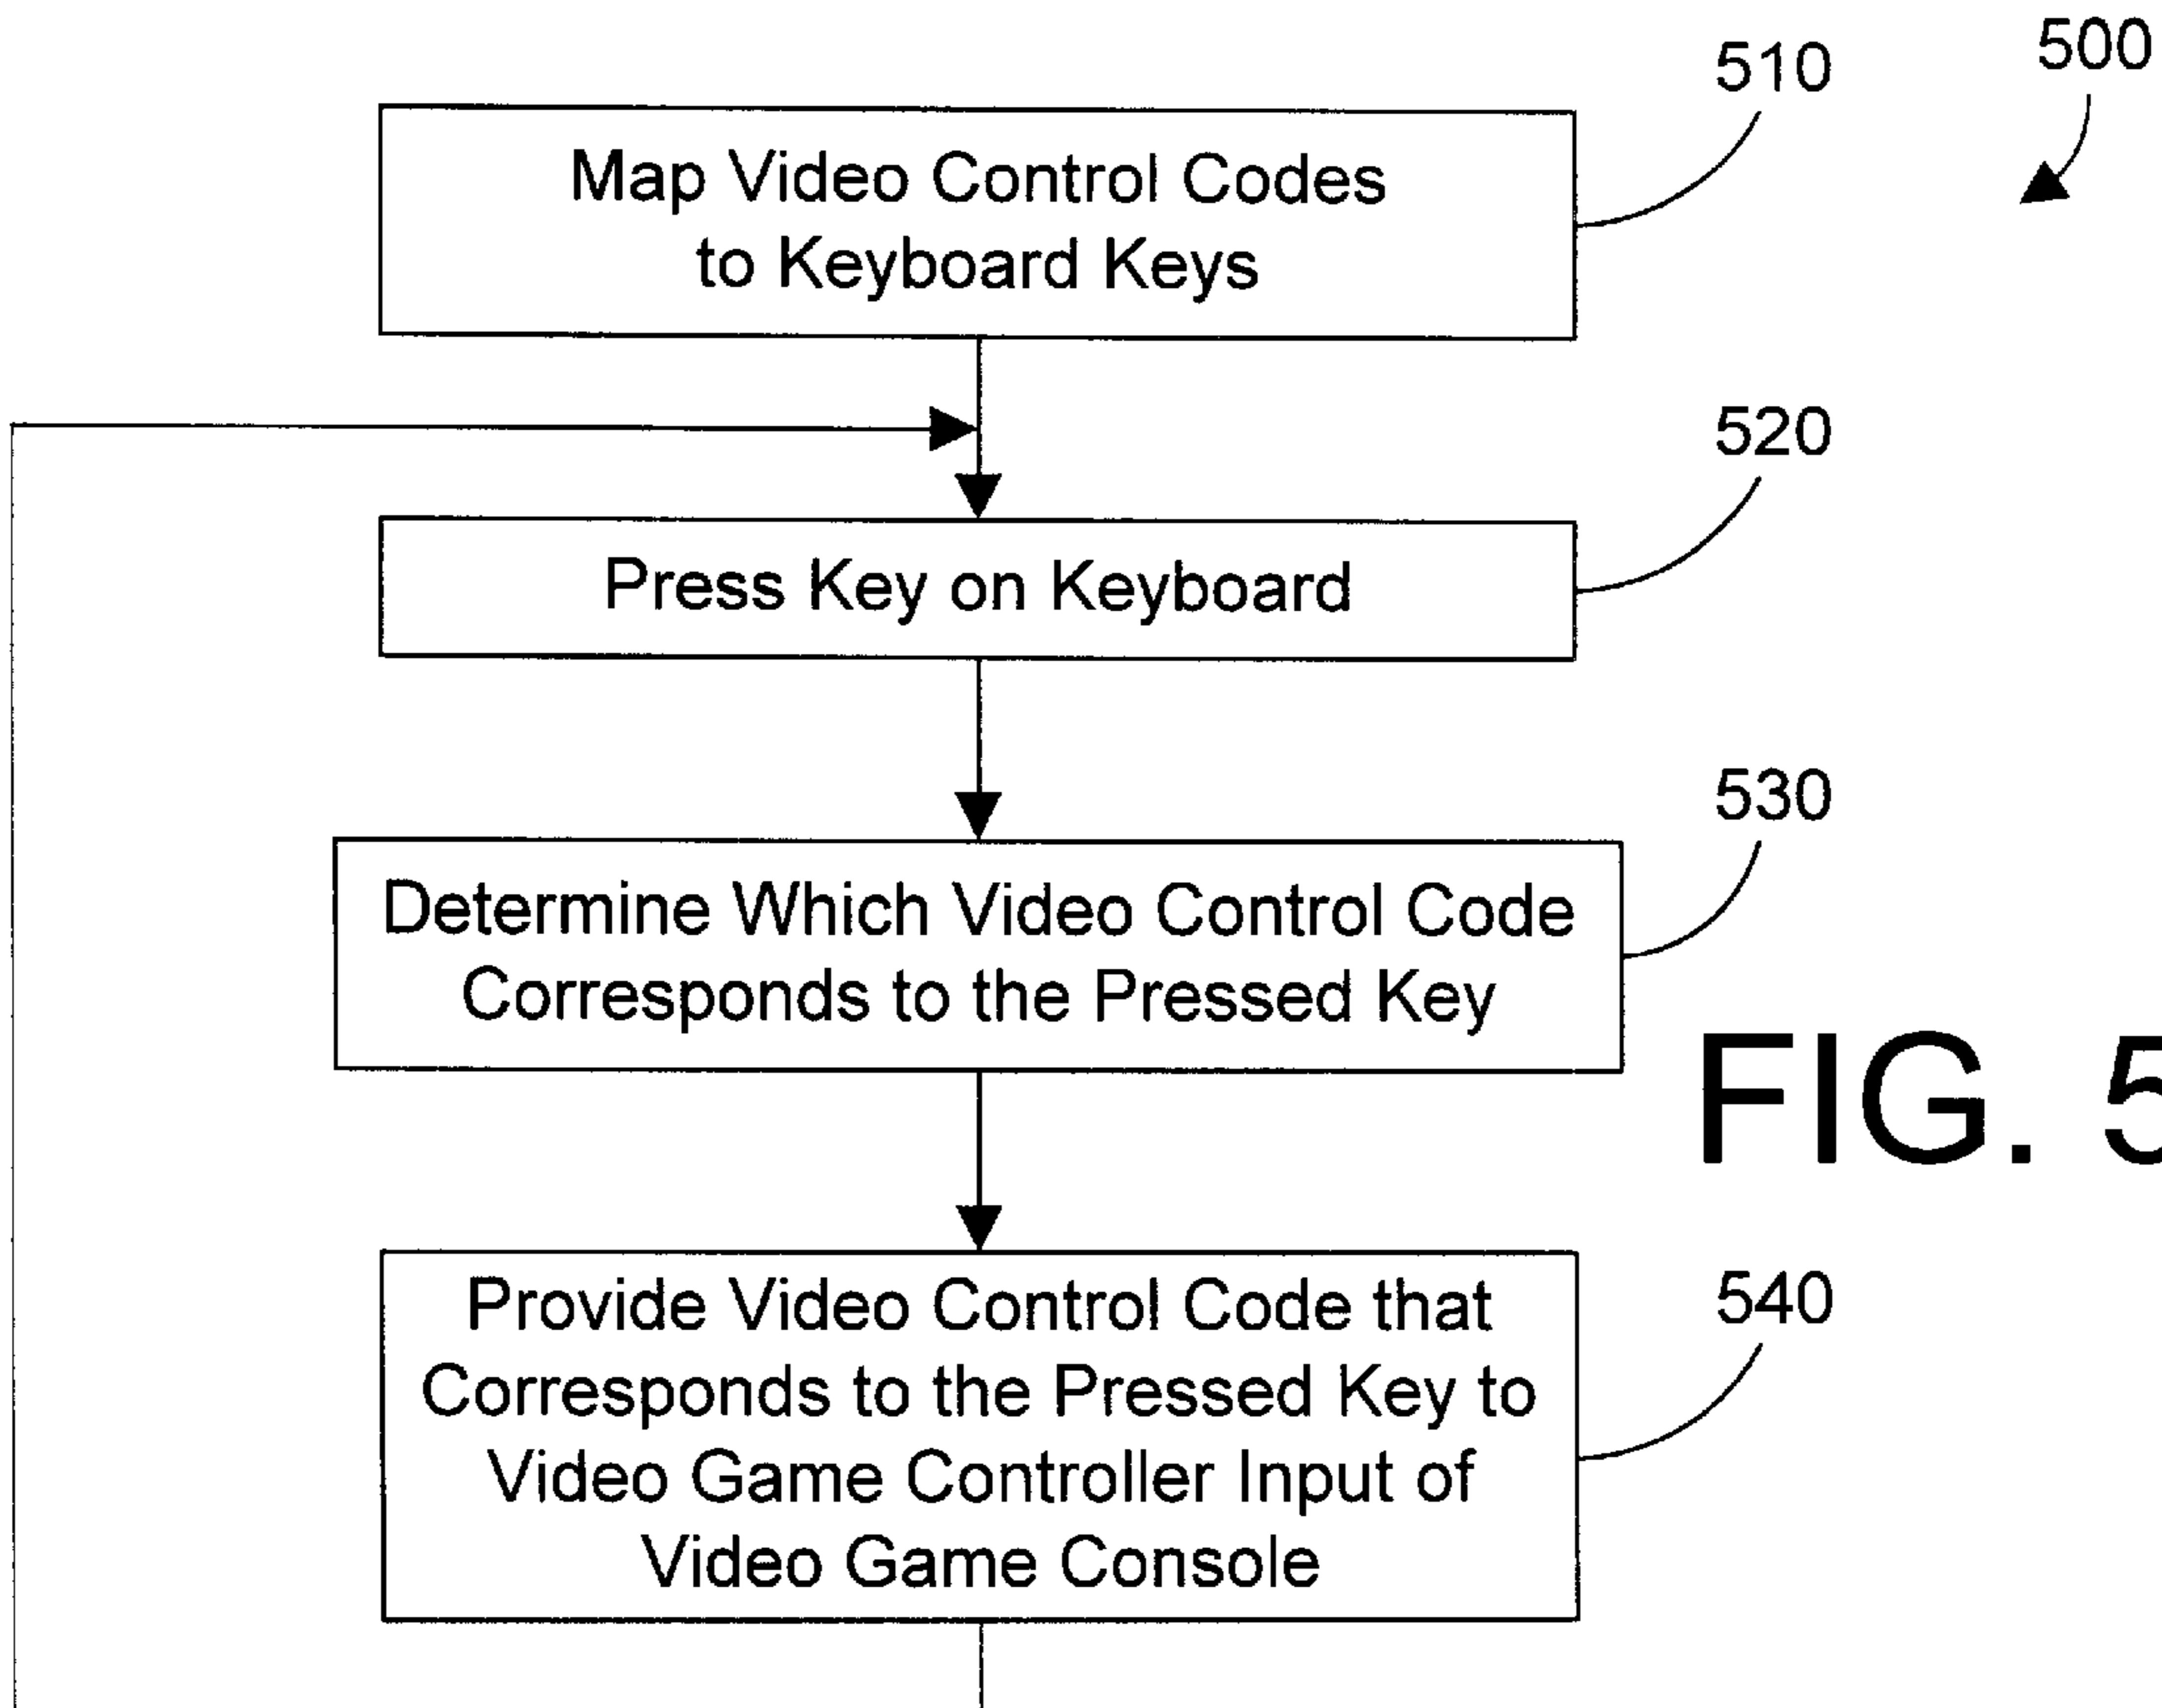 500
510
Map Video Control Codes
to Keyboard Keys
520
Press Key on Keyboard
530
Determine Which Video Control Code
Corresponds to the Pressed Key
FIG. 5
540
Provide Video Control Code that
Corresponds to the Pressed Key to
Video Game Controller Input of
Video Game Console